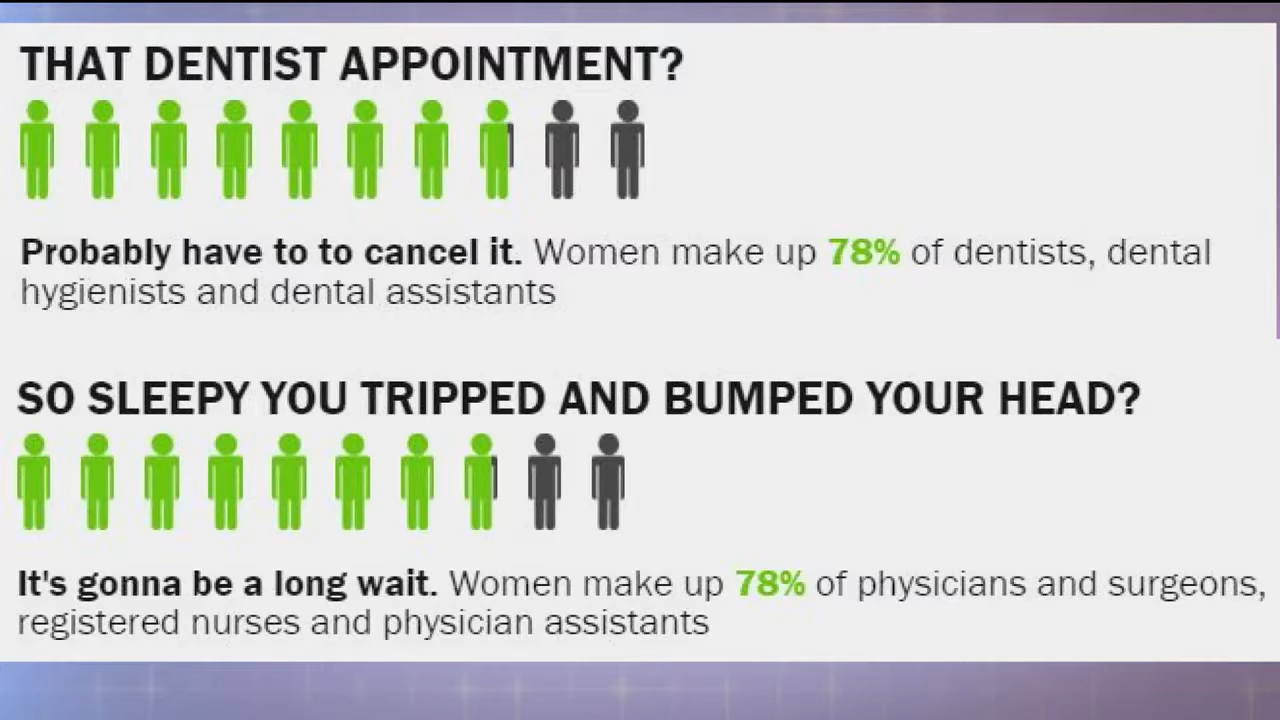 THAT DENTIST APPOINTMENT?
Probably have to to cancel it. Women make up 78% of dentists, dental
hygienists and dental assistants
SO SLEEPY YOU TRIPPED AND BUMPED YOUR HEAD?
It's gonna be a long wait. Women make up 78% of physicians and surgeons,
registered nurses and physician assistants